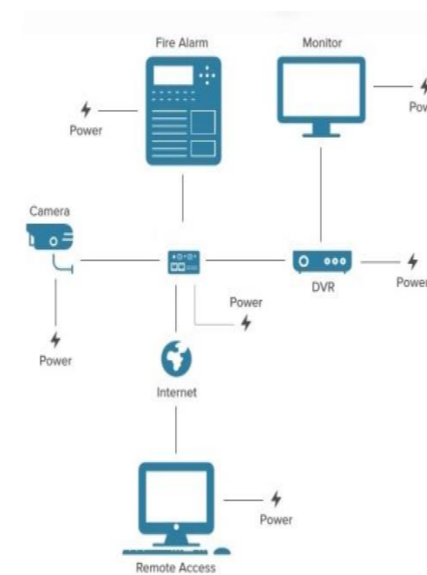 Fire Alarm
Monitor
Power
Camera
DVR
Power
Power
Power
Internet
Power
Remote Access